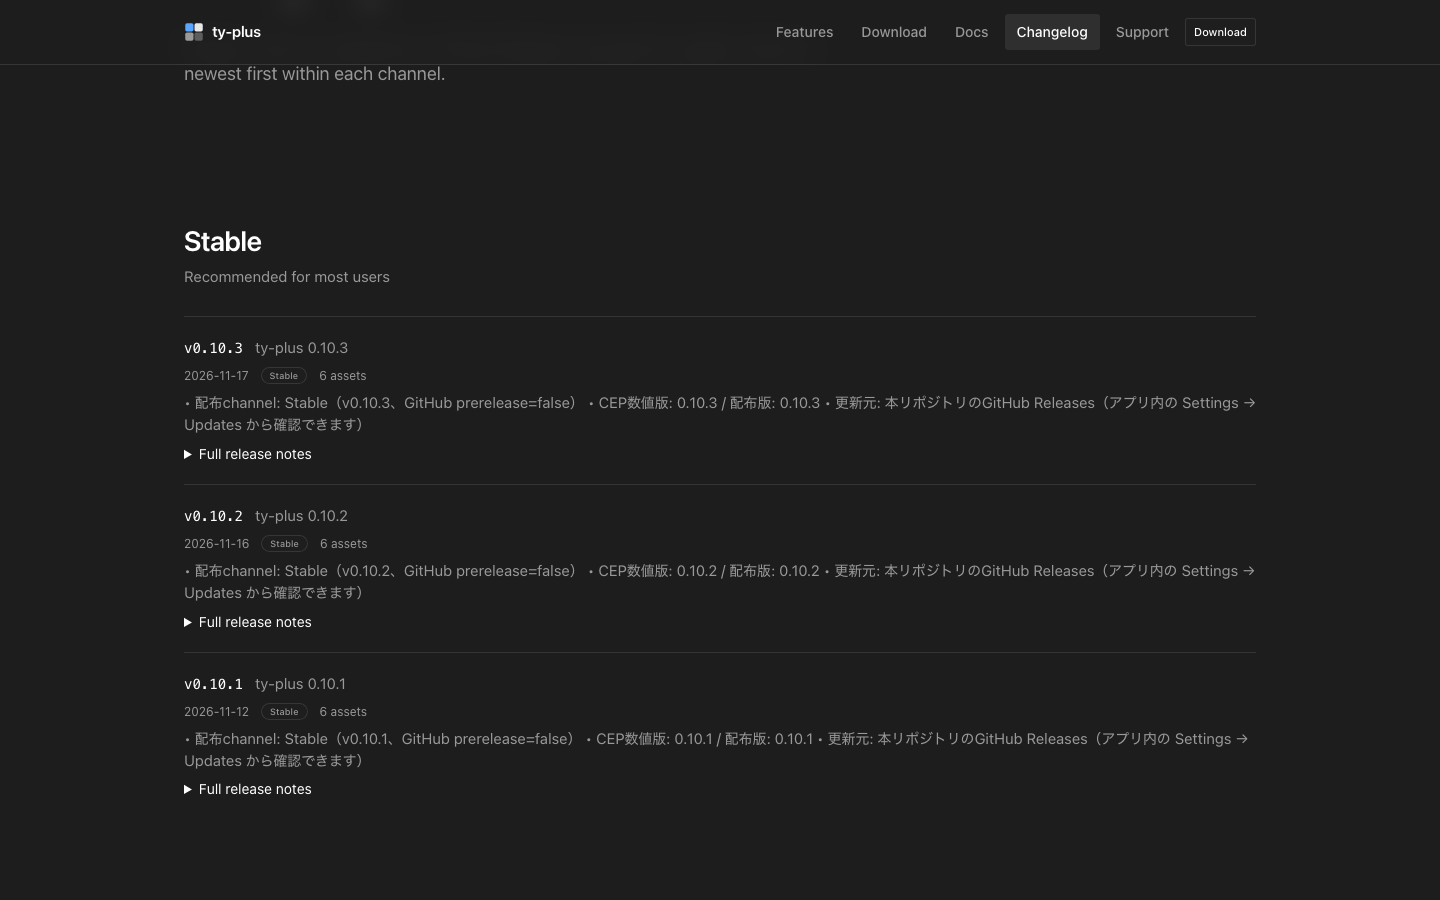 ty-plus
Features
Download
Docs
Changelog
Support
Download
newest first within each channel.
Stable
Recommended for most users
v0.10.3 ty-plus 0.10.3
2026-11-17 Stable 6 assets
• 配布channel: Stable（v0.10.3、GitHub prerelease=false） • CEP数値版: 0.10.3 / 配布版: 0.10.3 • 更新元: 本リポジトリのGitHub Releases（アプリ内の Settings →
Updates から確認できます）
▶ Full release notes
v0.10.2 ty-plus 0.10.2
2026-11-16 Stable 6 assets
• 配布channel: Stable（v0.10.2、GitHub prerelease=false） • CEP数値版: 0.10.2 / 配布版: 0.10.2 • 更新元: 本リポジトリのGitHub Releases（アプリ内の Settings →
Updates から確認できます）
▶ Full release notes
v0.10.1 ty-plus 0.10.1
2026-11-12 Stable 6 assets
• 配布channel: Stable（v0.10.1、GitHub prerelease=false） • CEP数値版: 0.10.1 / 配布版: 0.10.1 • 更新元: 本リポジトリのGitHub Releases（アプリ内の Settings →
Updates から確認できます）
▶ Full release notes